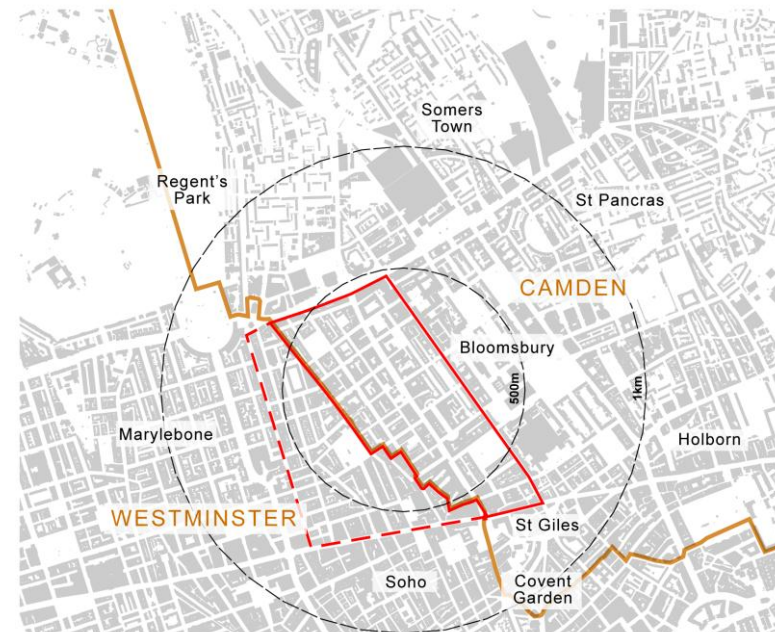 Somers
Town
Regent's
Park
St Pancras
CAMDEN
Bloomsbury
500m
1km
Marylebone
Holborn
WESTMINSTER
St Giles
Soho
Covent
Garden